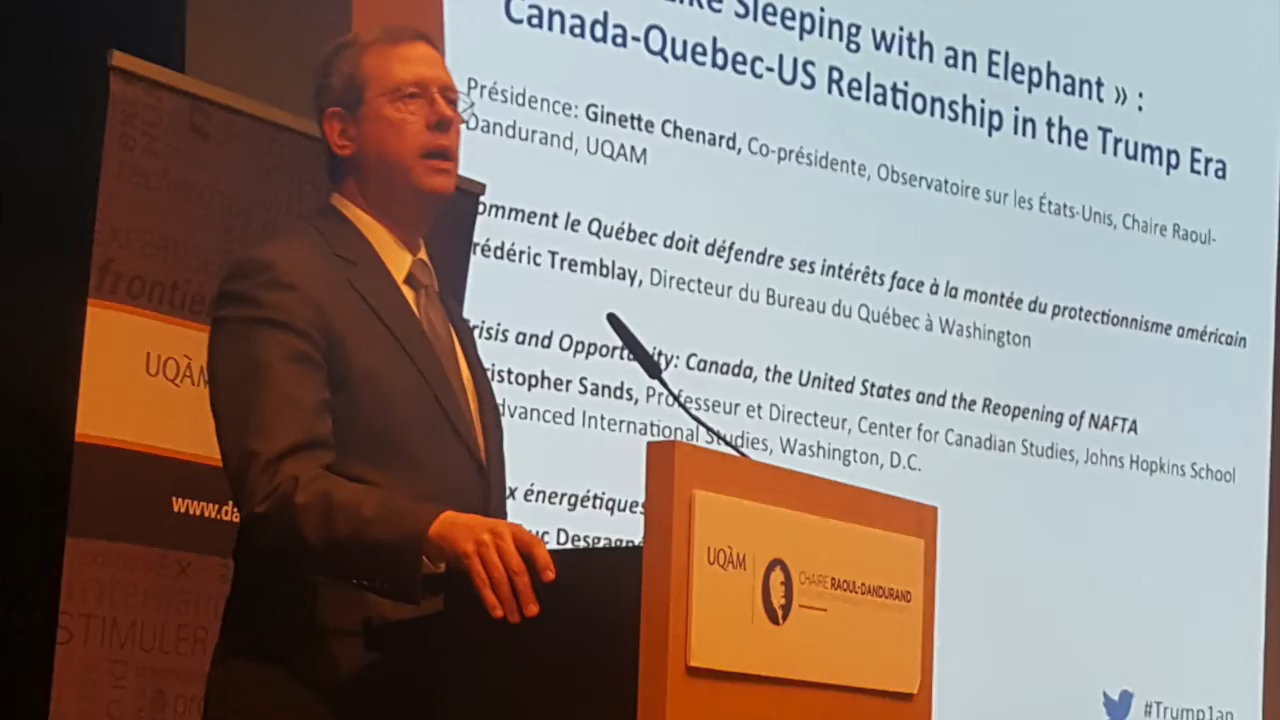 Sleeping with an Elephant » :
Canada-Quebec-US Relationship in the Trump Era
Présidence: Ginette Chenard, Co-présidente, Observatoire sur les États-Unis, Chaire Raoul-
Dandurand, UQAM
omment le Québec doit défendre ses intérêts face à la montée du protectionnisme américain
rédéric Tremblay, Directeur du Bureau du Québec à Washington
risis and Opportunity: Canada, the United States and the Reopening of NAFTA
ristopher Sands, Professeur et Directeur, Center for Canadian Studies, Johns Hopkins School
dvanced International Studies, Washington, D.C.
x énergétiques
uc Desgagn
#Trump1an
frontiè
UQÀM
www.da
STIMULER
UQÀM
CHAIRE RAOUL-DANDURAND